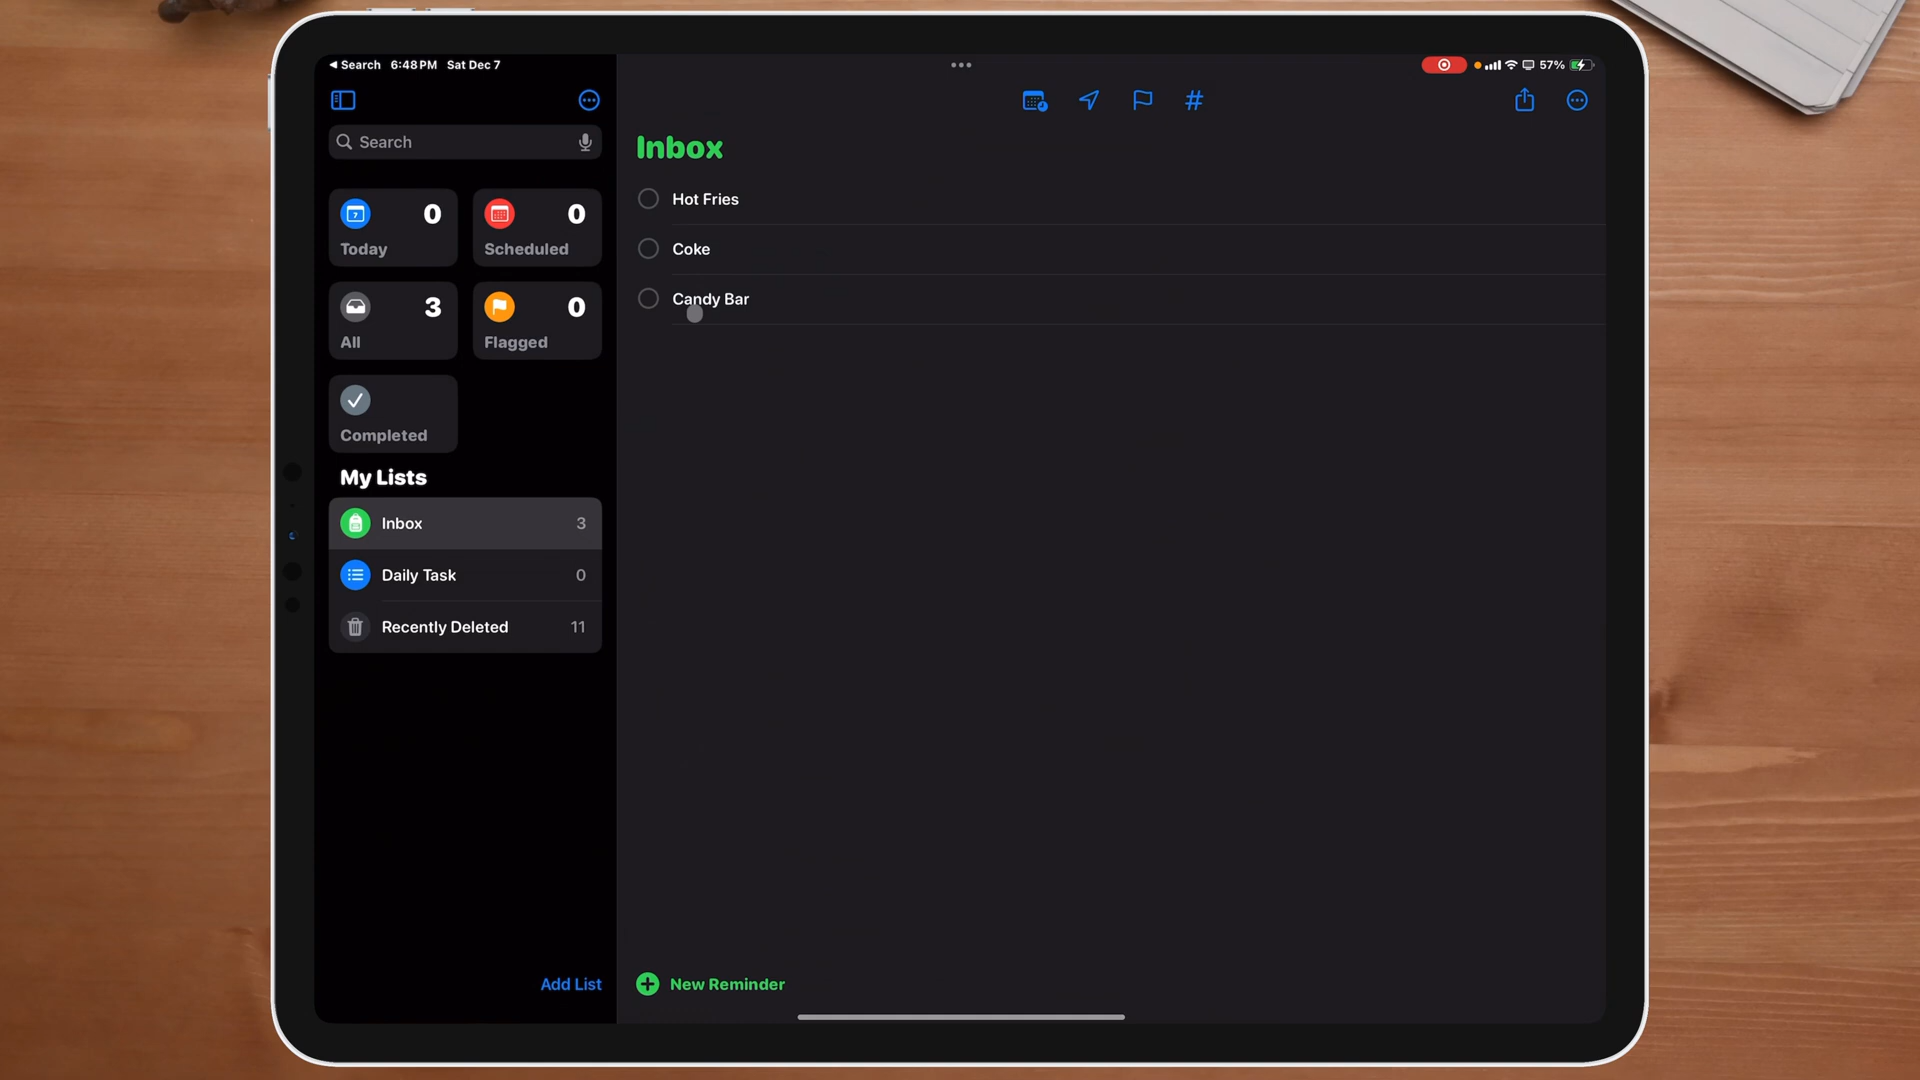 Search 6:48 PM Sat Dec 7
57%
Search
7
0
Today
0
Scheduled
3
All
0
Flagged
Completed
My Lists
Inbox 3
Daily Task 0
Recently Deleted 11
Add List
#
Inbox
Hot Fries
Coke
Candy Bar
New Reminder